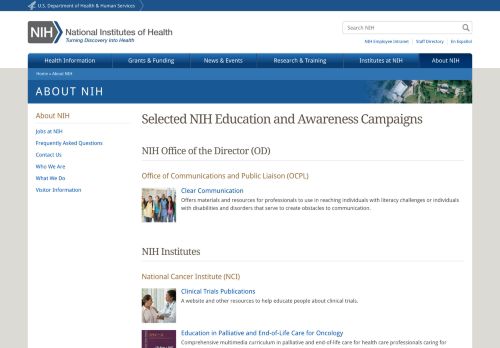 U.S. Department of Health & Human Services
NIH National Institutes of Health
Turning Discovery Into Health
Search NIH
NIH Employee Intranet | Staff Directory | En Español
Health Information Grants & Funding News & Events Research & Training Institutes at NIH About NIH
Home » About NIH
ABOUT NIH
About NIH
Jobs at NIH
Frequently Asked Questions
Contact Us
Who We Are
What We Do
Visitor Information
Selected NIH Education and Awareness Campaigns
NIH Office of the Director (OD)
Office of Communications and Public Liaison (OCPL)
Clear Communication
Offers materials and resources for professionals to use in reaching individuals with literacy challenges or individuals
with disabilities and disorders that serve to create obstacles to communication.
NIH Institutes
National Cancer Institute (NCI)
Clinical Trials Publications
A website and other resources to help educate people about clinical trials.
Education in Palliative and End-of-Life Care for Oncology
Comprehensive multimedia curriculum in palliative and end-of-life care for health care professionals caring for